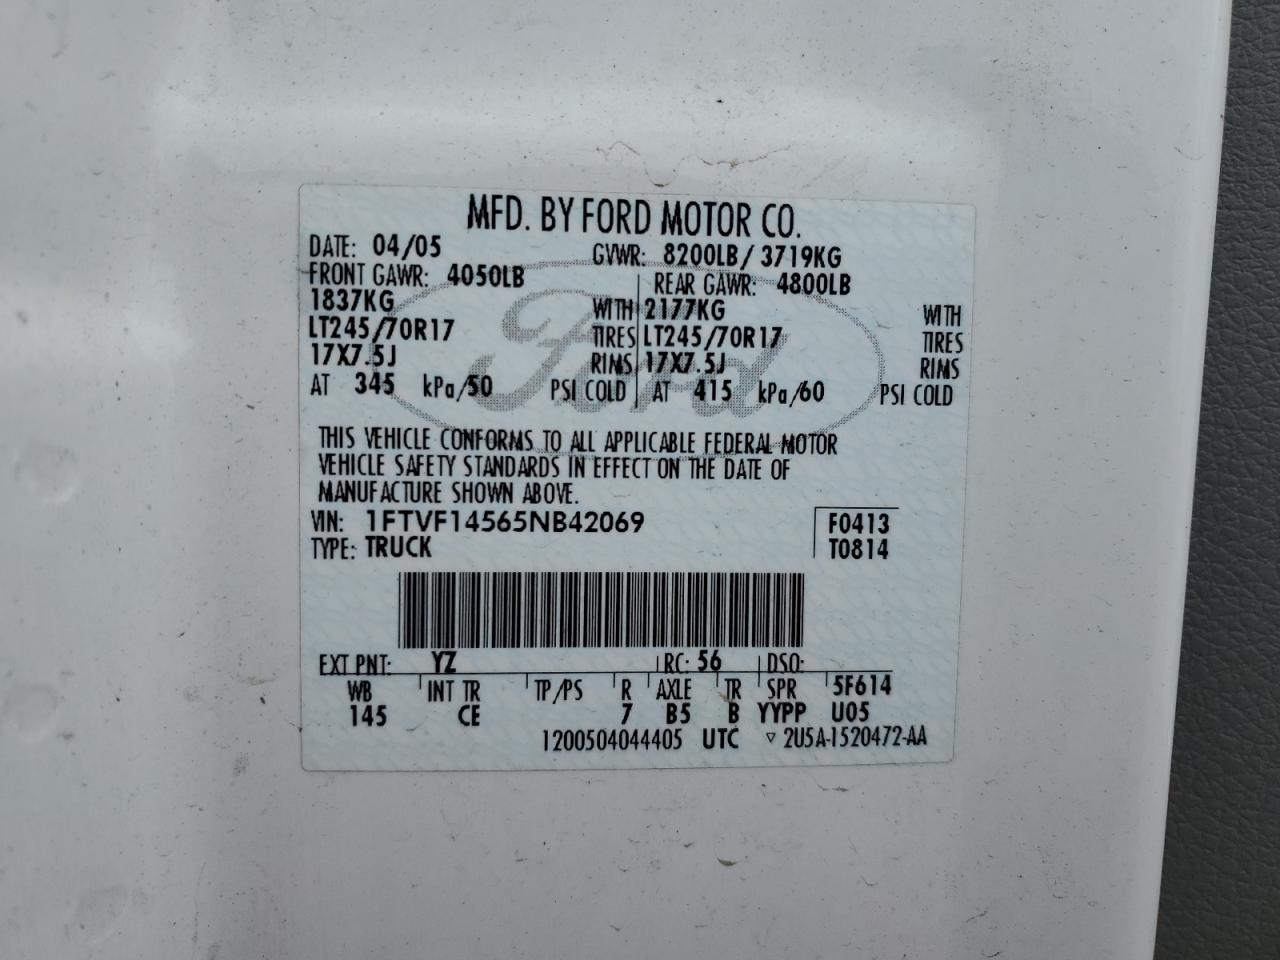 MFD. BY FORD MOTOR CO.
DATE: 04/05 GVWR: 8200LB/ 3719KG
FRONT GAWR: 4050LB REAR GAWR: 4800LB
1837KG WITH 2177KG WITH
LT245/70R17 TIRES LT245/70R17 TIRES
17X7.5J RIMS 17X7.5J RIMS
AT 345 kPa/50 PSI COLD AT 415 kPa/60 PSI COLD
Ford
THIS VEHICLE CONFORMS TO ALL APPLICABLE FEDERAL MOTOR
VEHICLE SAFETY STANDARDS IN EFFECT ON THE DATE OF
MANUFACTURE SHOWN ABOVE.
VIN: 1FTVF14565NB42069 F0413
TYPE: TRUCK T0814
EXT PNT: YZ RC: 56 DSO:
WB INT TR TP/PS R AXLE TR SPR 5F614
145 CE 7 B5 B YYPP U05
1200504044405 UTC ▽ 2U5A-1520472-AA